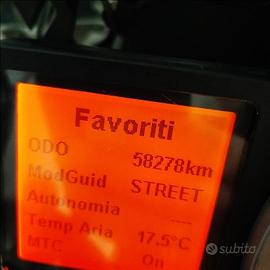 Favoriti
ODO 58278km
ModGuid STREET
Autonomia ----
Temp Aria 17.5°C
MTC On
subito